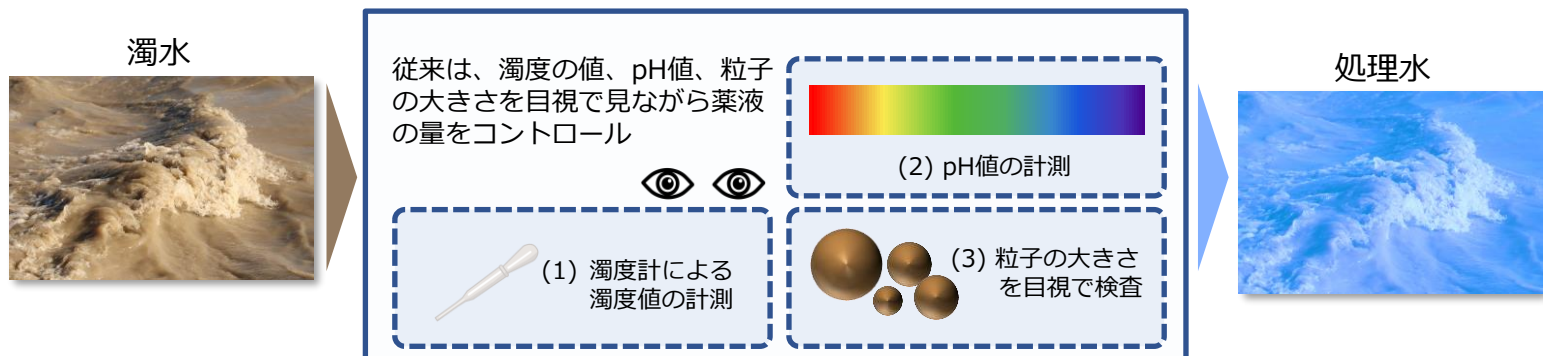 濁水
従来は、濁度の値、pH値、粒子
の大きさを目視で見ながら薬液
の量をコントロール
(2) pH値の計測
(1) 濁度計による
濁度値の計測
(3) 粒子の大きさ
を目視で検査
処理水